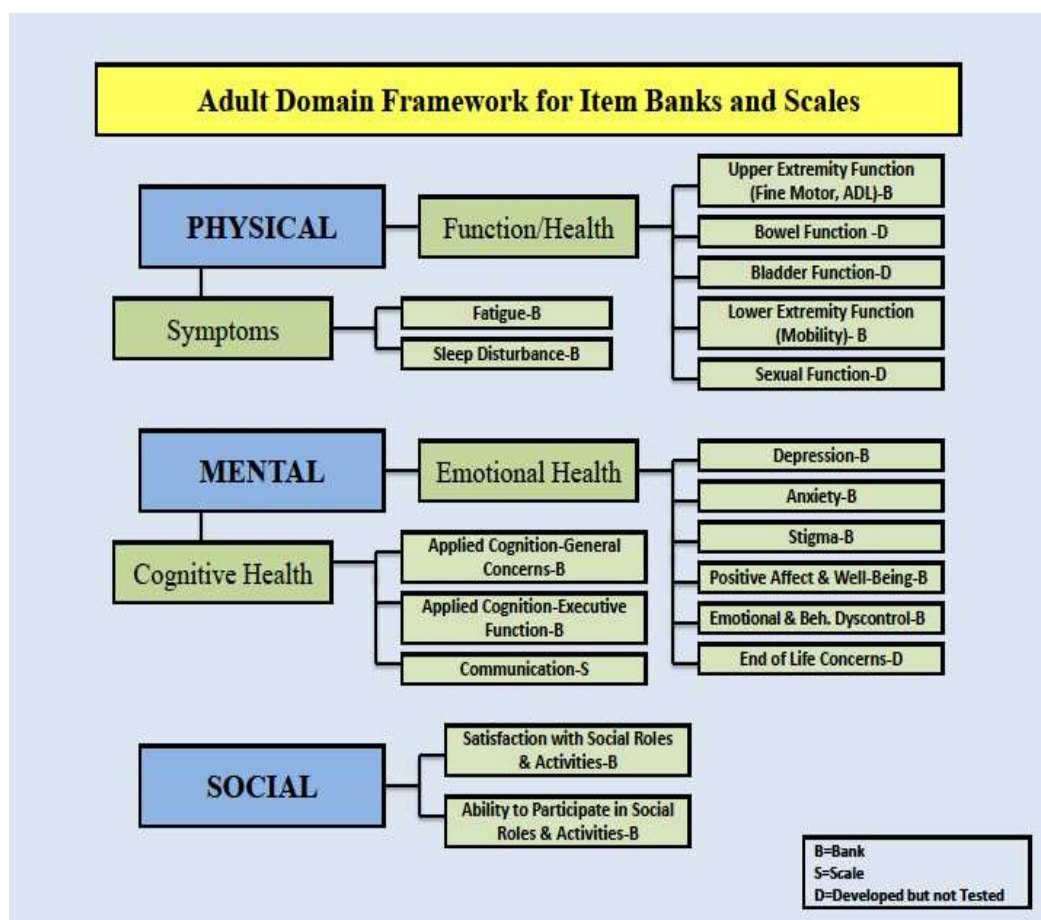 Adult Domain Framework for Item Banks and Scales
PHYSICAL
Function/Health
Upper Extremity Function
(Fine Motor, ADL)-B
Bowel Function -D
Bladder Function-D
Lower Extremity Function
(Mobility)- B
Sexual Function-D
Symptoms
Fatigue-B
Sleep Disturbance-B
MENTAL
Emotional Health
Depression-B
Anxiety-B
Stigma-B
Positive Affect & Well-Being-B
Emotional & Beh. Dyscontrol-B
End of Life Concerns-D
Cognitive Health
Applied Cognition-General
Concerns-B
Applied Cognition-Executive
Function-B
Communication-S
SOCIAL
Satisfaction with Social Roles
& Activities-B
Ability to Participate in Social
Roles & Activities-B
B=Bank
S=Scale
D=Developed but not Tested